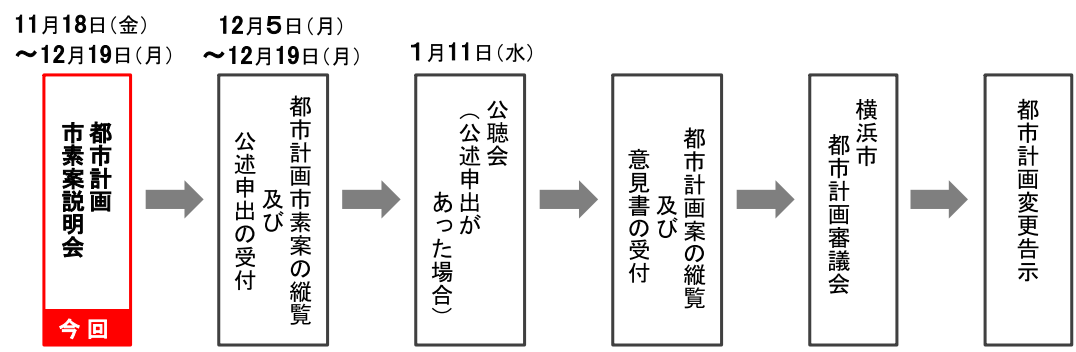 11月18日(金)
～12月19日(月)
都市計画
市素案説明会
今回
12月5日(月)
～12月19日(月)
都市計画市素案の縦覧
及び
公述申出の受付
1月11日(水)
公聴会
(公述申出が
あった場合)
都市計画案の縦覧
及び
意見書の受付
横浜市
都市計画審議会
都市計画変更告示